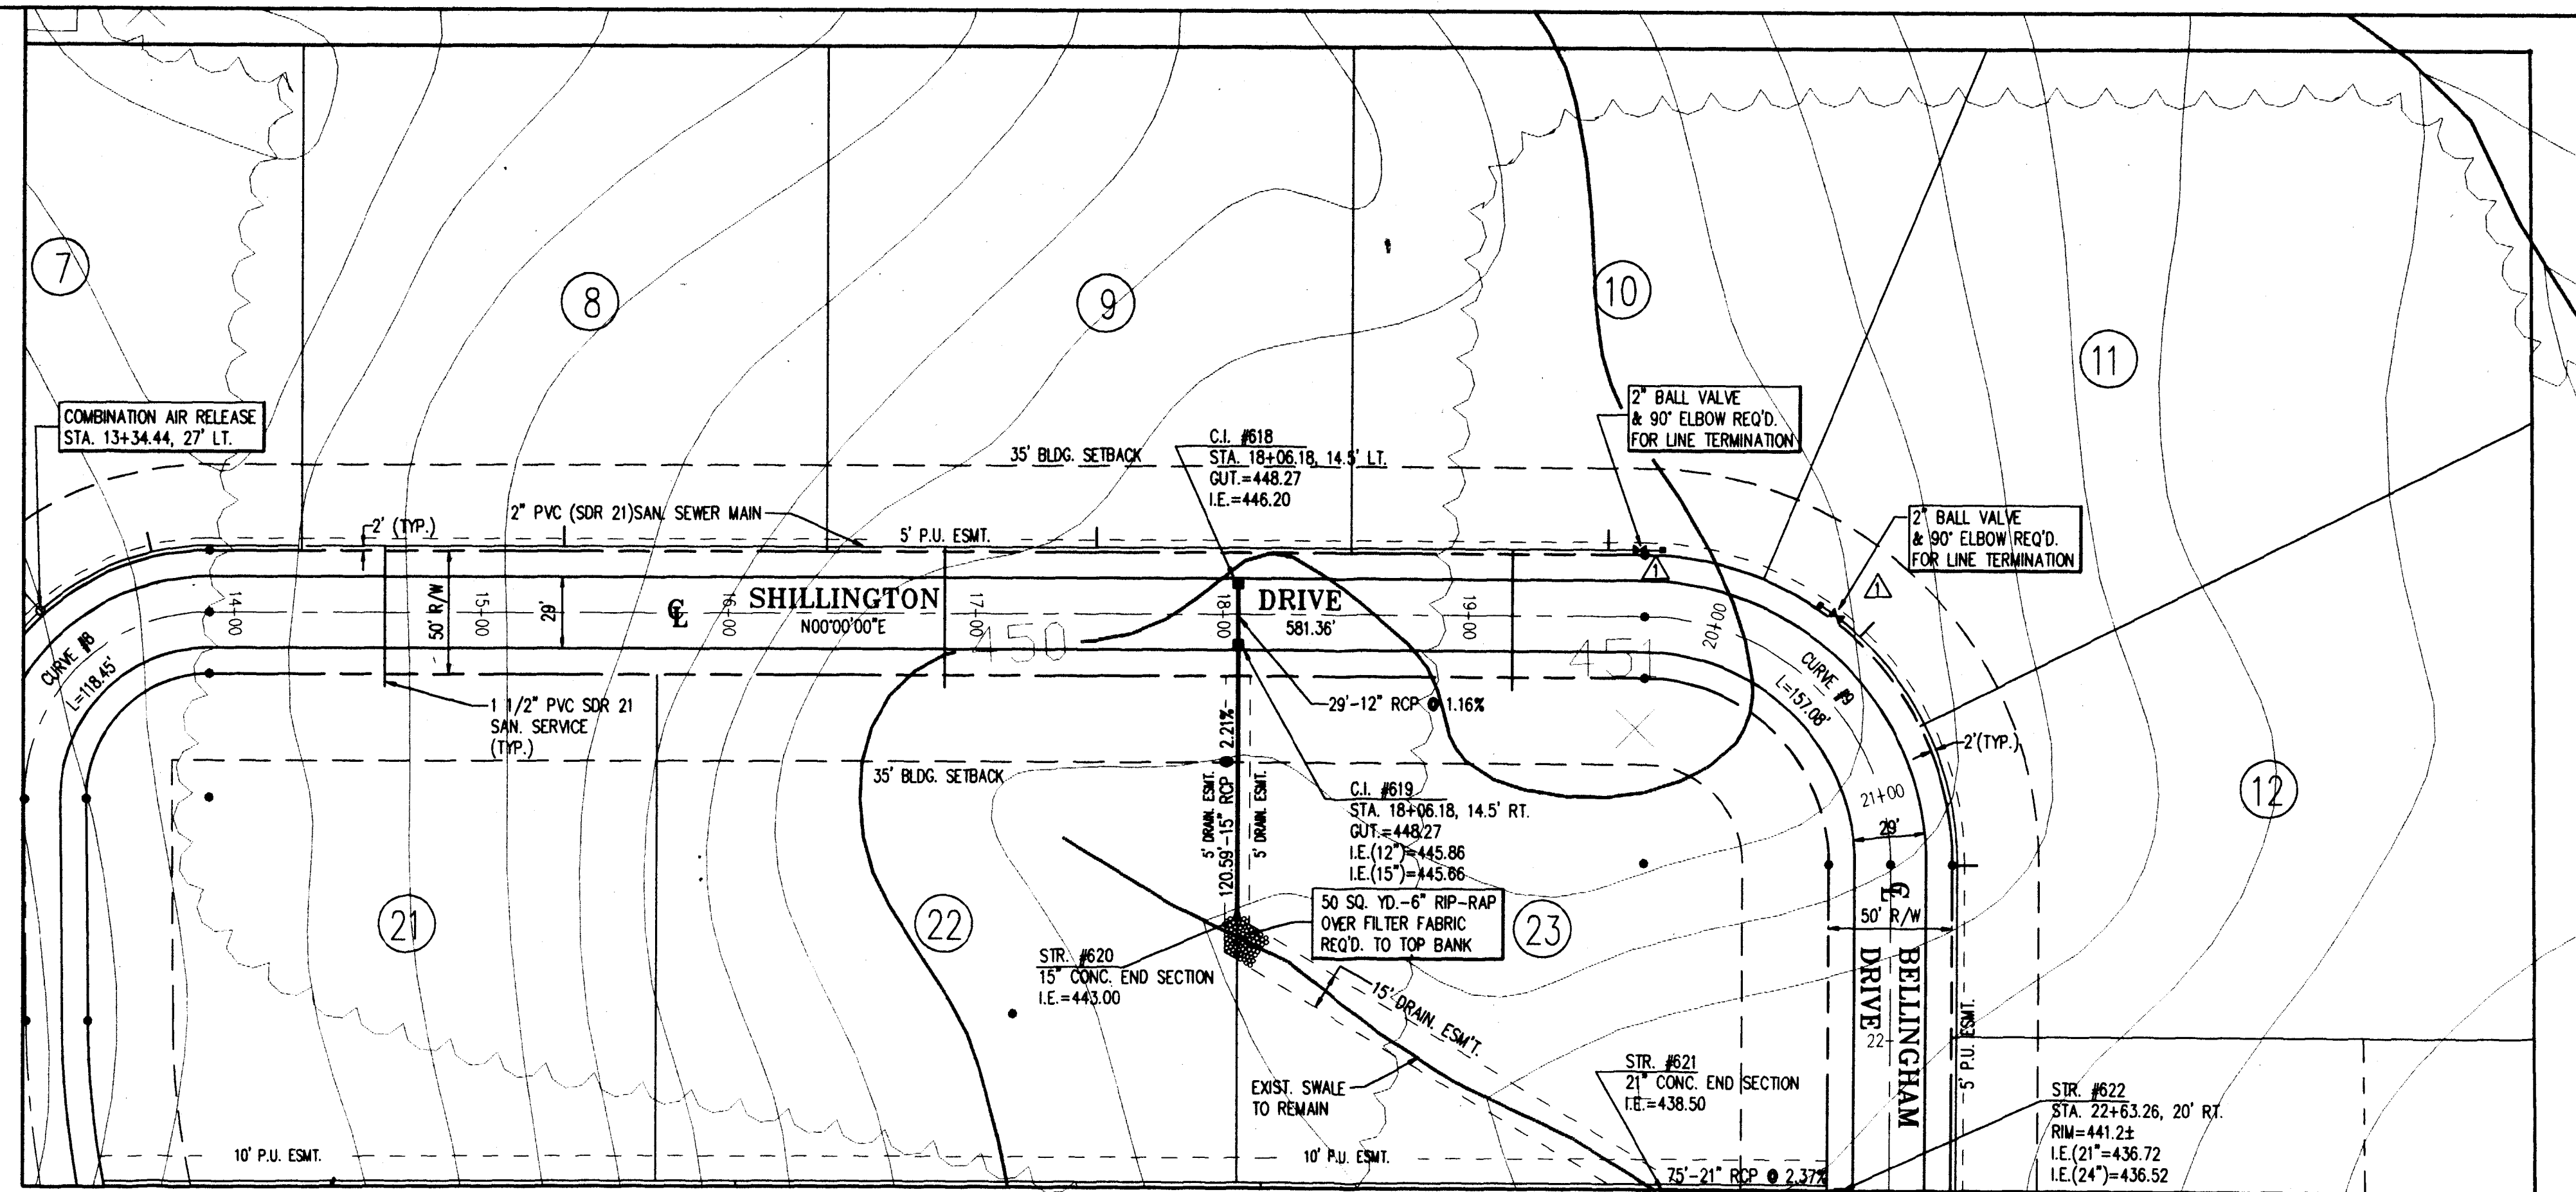 7
8
9
10
11
12
21
22
23
COMBINATION AIR RELEASE
STA. 13+34.44, 27' LT.
2' (TYP.)
2" PVC (SDR 21)SAN. SEWER MAIN
35' BLDG. SETBACK
5' P.U. ESMT.
C.I. #618
STA. 18+06.18, 14.5' LT.
GUT.=448.27
I.E.=446.20
2" BALL VALVE
& 90° ELBOW REQ'D.
FOR LINE TERMINATION
2" BALL VALVE
& 90° ELBOW REQ'D.
FOR LINE TERMINATION
1
1
CURVE #8
L=118.45'
14+00
50' R/W
15+00
29'
℄
16+00
SHILLINGTON DRIVE
N00°00'00"E
581.36'
17+00
450
18+00
19+00
451
20+00
CURVE #9
L=157.08'
21+00
2'(TYP.)
29'
1 1/2" PVC SDR 21
SAN. SERVICE
(TYP.)
29'-12" RCP @ 1.16%
35' BLDG. SETBACK
5' DRAIN. ESMT.
120.59'-15" RCP @ 2.21%
5' DRAIN. ESMT.
C.I. #619
STA. 18+06.18, 14.5' RT.
GUT.=448.27
I.E.(12")=445.86
I.E.(15")=445.66
50 SQ. YD.-6" RIP-RAP
OVER FILTER FABRIC
REQ'D. TO TOP BANK
STR. #620
15" CONC. END SECTION
I.E.=443.00
15' DRAIN. ESM'T.
EXIST. SWALE
TO REMAIN
℄
50' R/W
BELLINGHAM
DRIVE
22
5' P.U. ESMT.
STR. #621
21" CONC. END SECTION
I.E.=438.50
STR. #622
STA. 22+63.26, 20' RT.
RIM=441.2±
I.E.(21"=436.72
I.E.(24")=436.52
10' P.U. ESMT.
10' P.U. ESMT.
75'-21" RCP @ 2.37%